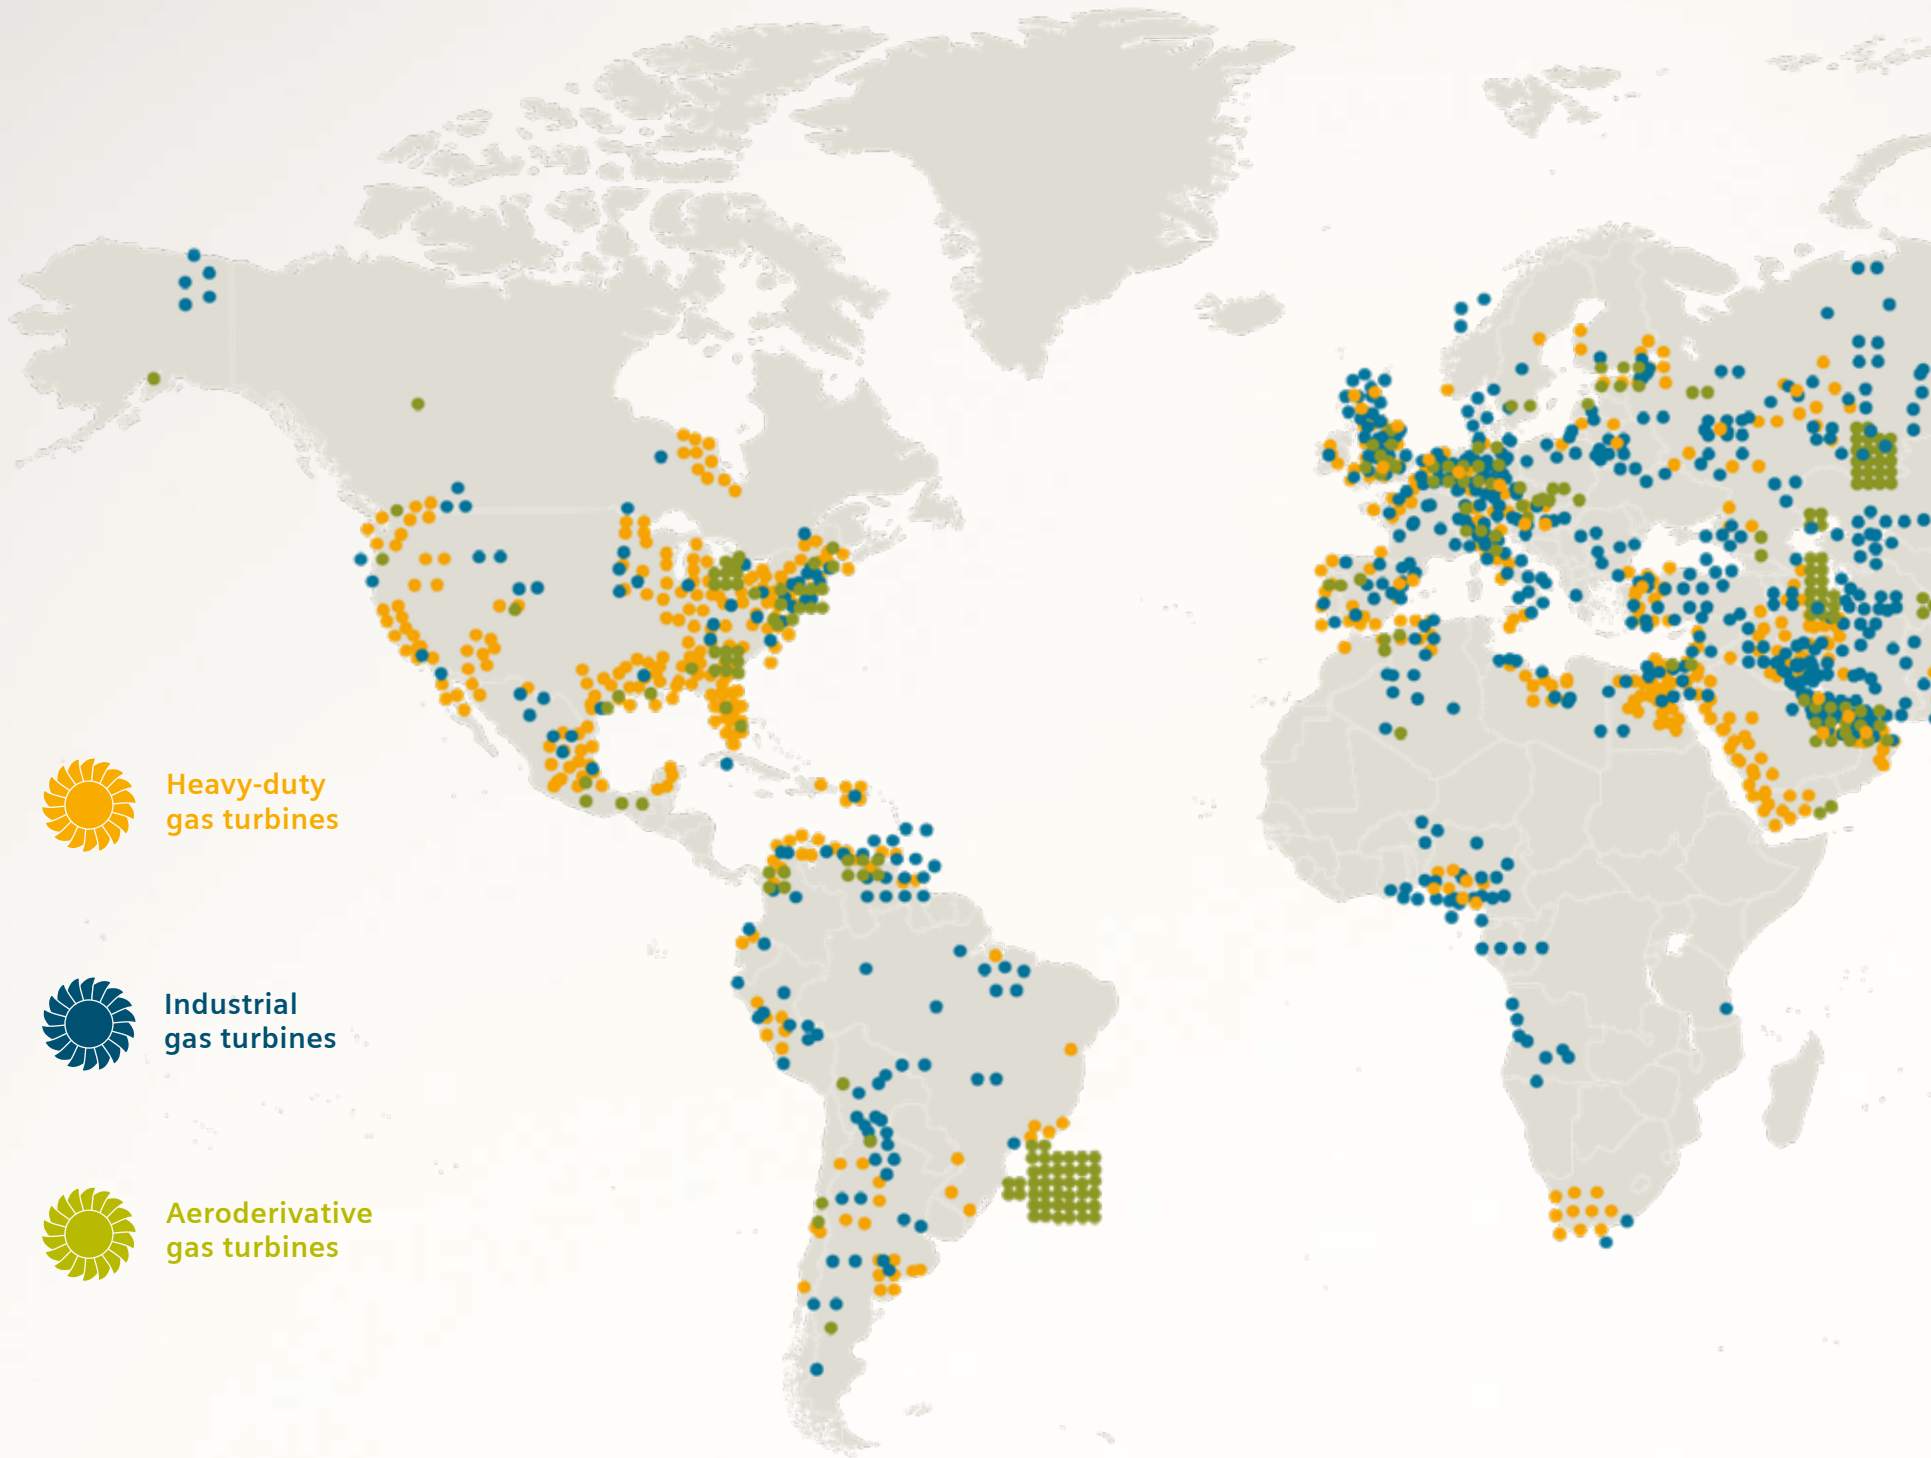 Heavy-duty
gas turbines
Industrial
gas turbines
Aeroderivative
gas turbines